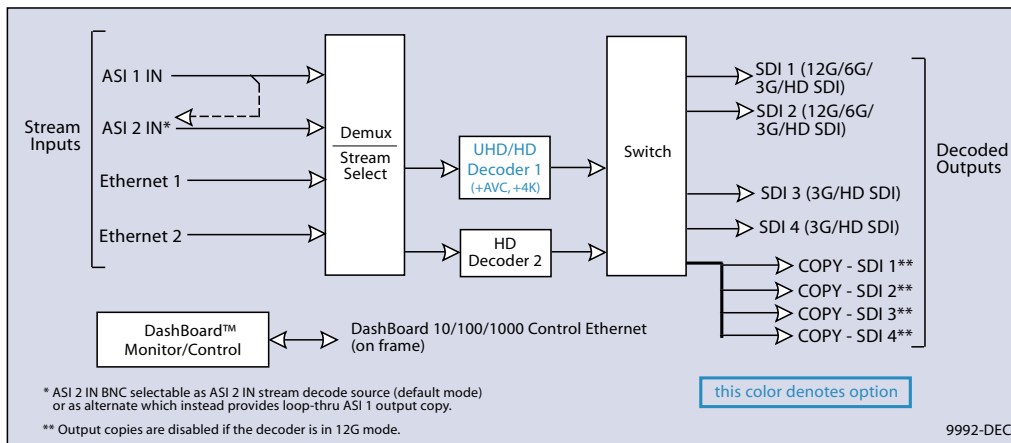 Stream
Inputs
ASI 1 IN
ASI 2 IN*
Ethernet 1
Ethernet 2
Demux
Stream
Select
UHD/HD
Decoder 1
(+AVC, +4K)
HD
Decoder 2
Switch
SDI 1 (12G/6G/
3G/HD SDI)
SDI 2 (12G/6G/
3G/HD SDI)
SDI 3 (3G/HD SDI)
SDI 4 (3G/HD SDI)
COPY - SDI 1**
COPY - SDI 2**
COPY - SDI 3**
COPY - SDI 4**
Decoded
Outputs
DashBoard™
Monitor/Control
DashBoard 10/100/1000 Control Ethernet
(on frame)
* ASI 2 IN BNC selectable as ASI 2 IN stream decode source (default mode)
or as alternate which instead provides loop-thru ASI 1 output copy.
** Output copies are disabled if the decoder is in 12G mode.
this color denotes option
9992-DEC